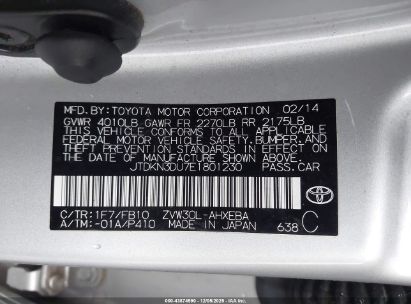 MFD.BY: TOYOTA MOTOR CORPORATION 02/14
GVWR 4010LB GAWR FR 2270LB RR 2175LB
THIS VEHICLE CONFORMS TO ALL APPLICABLE
FEDERAL MOTOR VEHICLE SAFETY, BUMPER, AND
THEFT PREVENTION STANDARDS IN EFFECT ON
THE DATE OF MANUFACTURE SHOWN ABOVE.
JTDKN3DU7E1801230 PASS.CAR
C/TR: 1F7/FB10 ZVW30L-AHXEBA C
A/TM: -01A/P410 MADE IN JAPAN 638
TOYOTA